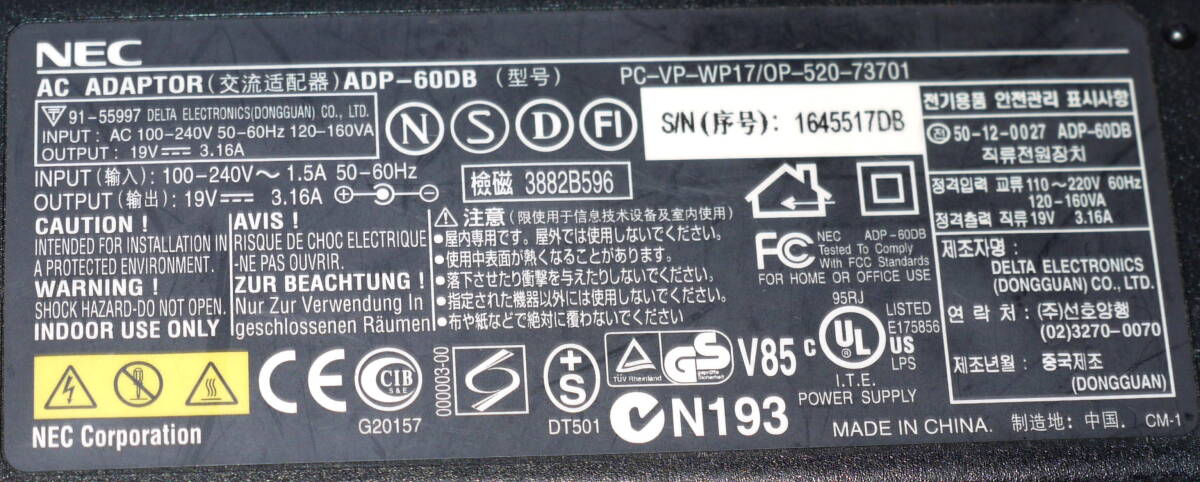 NEC
AC ADAPTOR(交流适配器)ADP-60DB (型号) PC-VP-WP17/OP-520-73701
91-55997 DELTA ELECTRONICS(DONGGUAN) CO., LTD.
INPUT: AC 100-240V 50-60Hz 120-160VA
OUTPUT: 19V⎓ 3.16A
N S D FI
S/N(序号): 1645517DB
INPUT (输入): 100-240V～ 1.5A 50-60Hz
OUTPUT (输出): 19V⎓ 3.16A
檢磁 3882B596
CAUTION !
INTENDED FOR INSTALLATION IN
A PROTECTED ENVIRONMENT.
WARNING !
SHOCK HAZARD-DO NOT OPEN.
INDOOR USE ONLY
AVIS !
RISQUE DE CHOC ELECTRIQUE
-NE PAS OUVRIR.
ZUR BEACHTUNG !
Nur Zur Verwendung In
geschlossenen Räumen
注意 (限使用于信息技术设备及室内使用)
●屋内専用です。屋外では使用しないでください。
●使用中表面が熱くなることがあります。
●落下させたり衝撃を与えたりしないでください。
●指定された機器以外には使用しないでください。
●布や紙などで絶対に覆わないでください
FC NEC ADP-60DB
Tested To Comply
With FCC Standards
FOR HOME OR OFFICE USE
전기용품 안전관리 표시사항
전 50-12-0027 ADP-60DB
직류전원장치
정격입력 교류 110～220V 60Hz
120-160VA
정격출력 직류 19V 3.16A
제조자명 :
DELTA ELECTRONICS
(DONGGUAN) CO., LTD.
연 락 처 : (주)선호양행
(02)3270-0070
제조년월 : 중국제조
(DONGGUAN)
NEC Corporation
CE
CIB
S&E
G20157
000003-00
+S
DT501
TÜV Rheinland
GS
geprüfte
Sicherheit
V85
N193
95RJ
c UL US
LISTED
E175856
LPS
I.T.E.
POWER SUPPLY
MADE IN CHINA. 制造地: 中国. CM-1